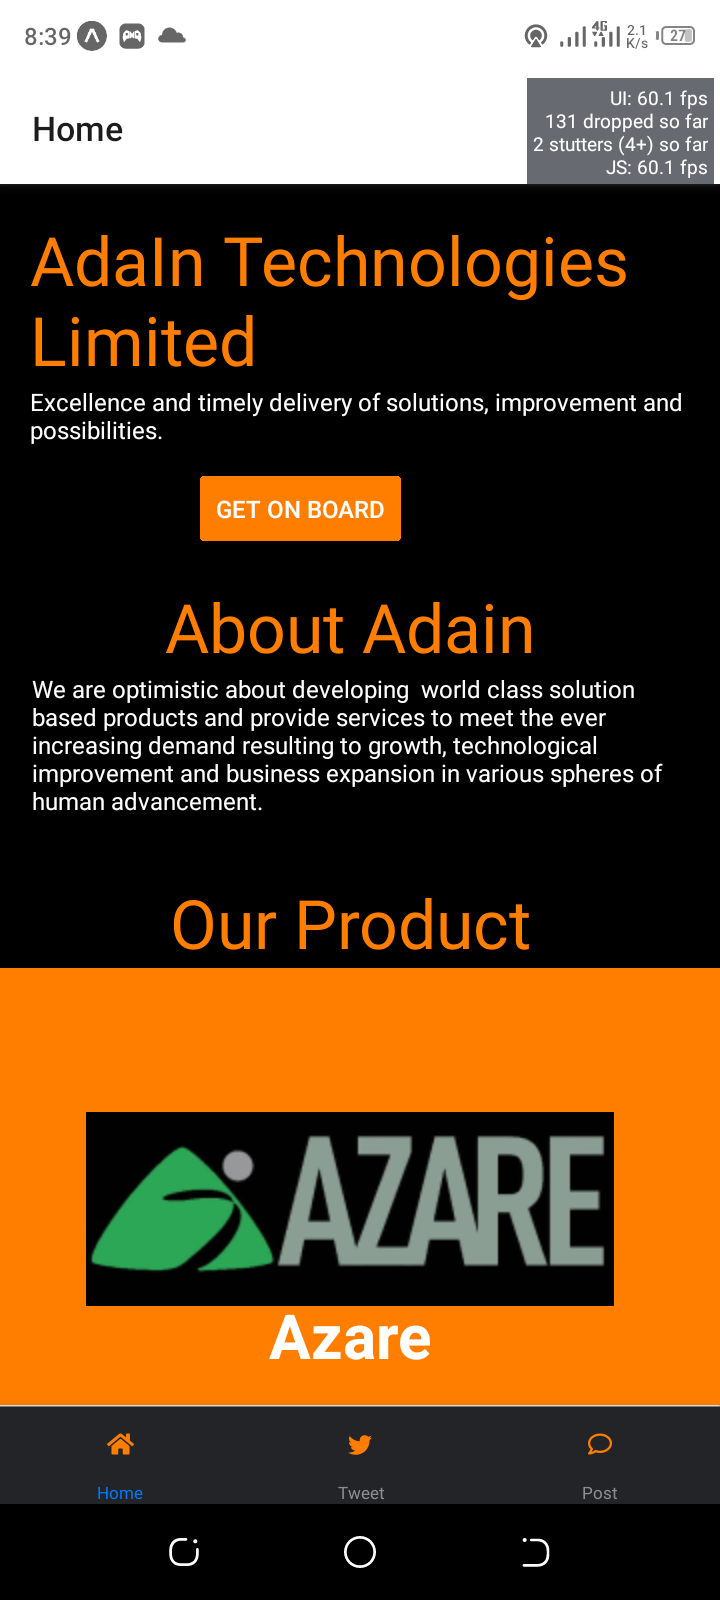 8:39
4G
2.1
K/s
27
Home
UI: 60.1 fps
131 dropped so far
2 stutters (4+) so far
JS: 60.1 fps
AdaIn Technologies
Limited
Excellence and timely delivery of solutions, improvement and
possibilities.
GET ON BOARD
About Adain
We are optimistic about developing  world class solution
based products and provide services to meet the ever
increasing demand resulting to growth, technological
improvement and business expansion in various spheres of
human advancement.
Our Product
AZARE
Azare
Home
Tweet
Post